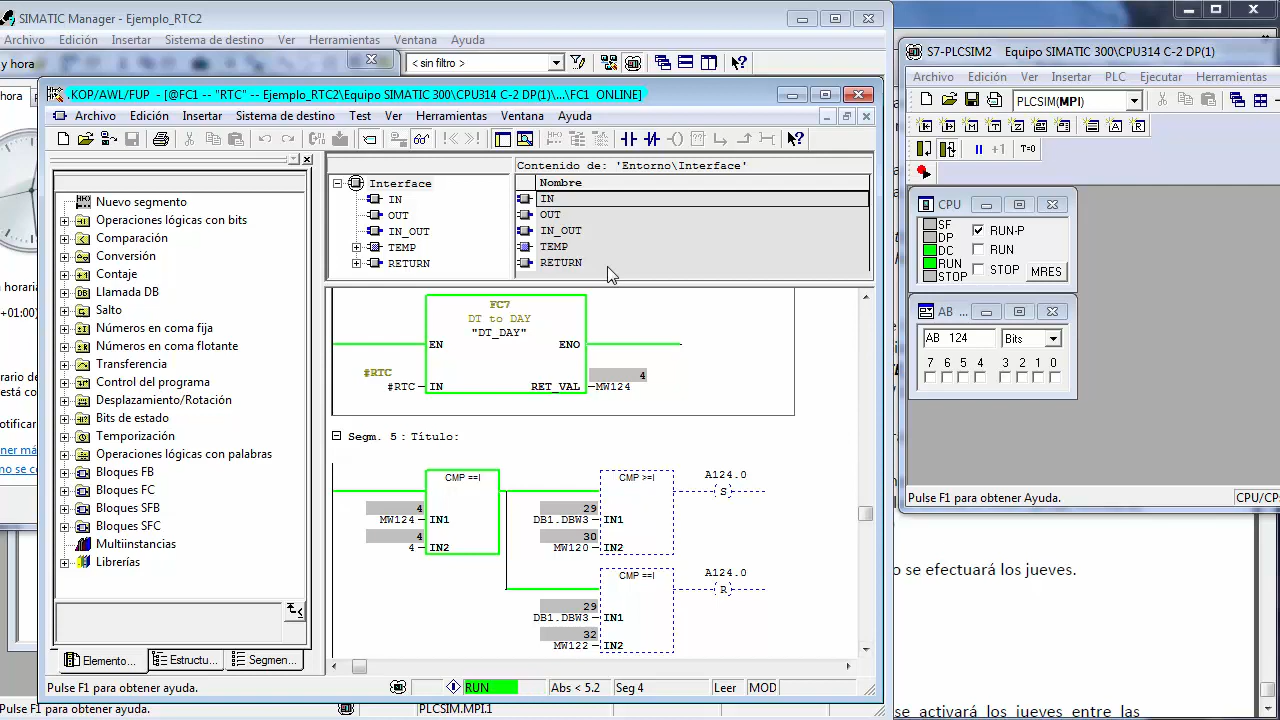 SIMATIC Manager - Ejemplo_RTC2
Archivo Edición Insertar Sistema de destino Ver Herramientas Ventana Ayuda
y hora
< sin filtro >
hora
KOP/AWL/FUP - [@FC1 -- "RTC" -- Ejemplo_RTC2\Equipo SIMATIC 300\CPU314 C-2 DP(1)\...\FC1 ONLINE]
Archivo Edición Insertar Sistema de destino Test Ver Herramientas Ventana Ayuda
Nuevo segmento
Operaciones lógicas con bits
Comparación
Conversión
Contaje
Llamada DB
Salto
Números en coma fija
Números en coma flotante
Transferencia
Control del programa
Desplazamiento/Rotación
Bits de estado
Temporización
Operaciones lógicas con palabras
Bloques FB
Bloques FC
Bloques SFB
Bloques SFC
Multiinstancias
Librerías
Elemento...
Estructu...
Segmen...
Interface
IN
OUT
IN_OUT
TEMP
RETURN
Contenido de: 'Entorno\Interface'
Nombre
IN
OUT
IN_OUT
TEMP
RETURN
FC7
DT to DAY
"DT_DAY"
EN ENO
#RTC
4
#RTC IN RET_VAL MW124
Segm. 5 : Título:
CMP ==I
4
MW124 IN1
4
4 IN2
CMP >=I
29
DB1.DBW3 IN1
30
MW120 IN2
A124.0
S
CMP ==I
29
DB1.DBW3 IN1
32
MW122 IN2
A124.0
R
Pulse F1 para obtener ayuda.
RUN
Abs < 5.2
Seg 4
Leer
MOD
Pulse F1 para obtener ayuda.
PLCSIM.MPI.1
a horaria
+01:00)
rario de
está co
notificar
ner má
mo se c
S7-PLCSIM2 Equipo SIMATIC 300\CPU314 C-2 DP(1)
Archivo Edición Ver Insertar PLC Ejecutar Herramientas
PLCSIM(MPI)
+1
T=0
CPU
SF
DP
DC
RUN
STOP
RUN-P
RUN
STOP
MRES
AB ...
AB 124
Bits
7 6 5 4 3 2 1 0
Pulse F1 para obtener Ayuda.
CPU/CP
o se efectuará los jueves.
se activará los jueves entre las